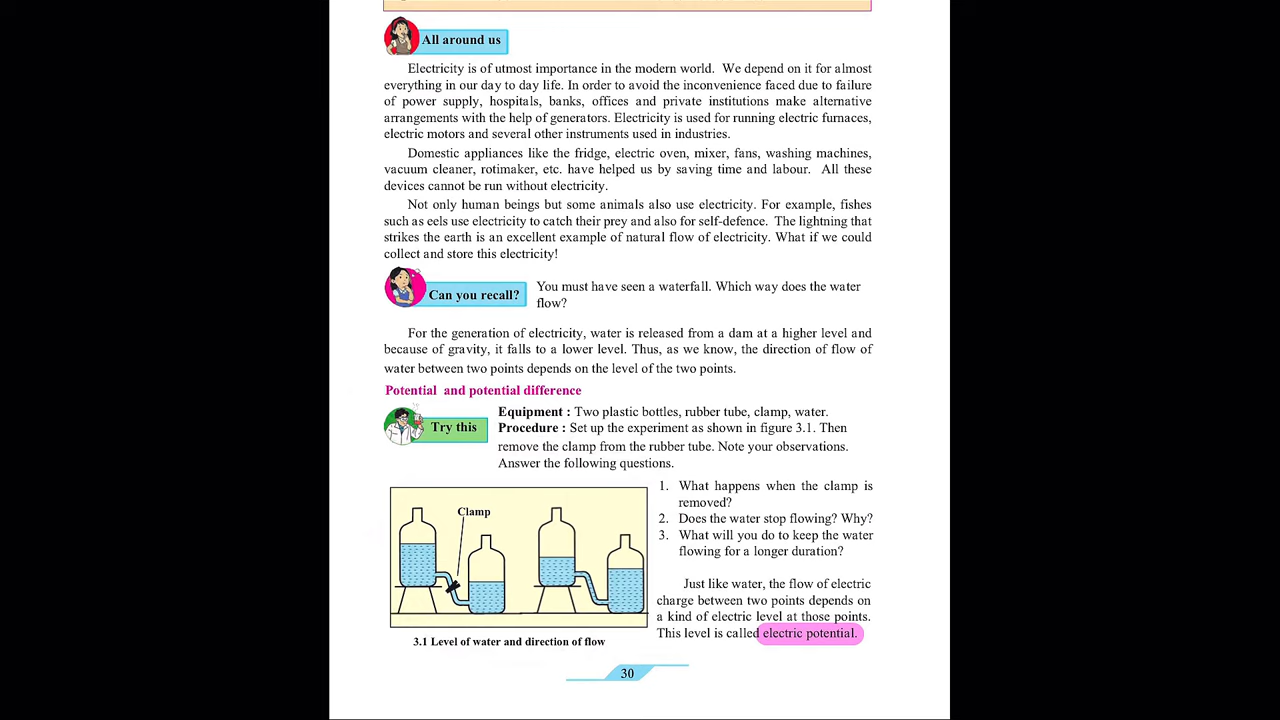 All around us
Electricity is of utmost importance in the modern world. We depend on it for almost
everything in our day to day life. In order to avoid the inconvenience faced due to failure
of power supply, hospitals, banks, offices and private institutions make alternative
arrangements with the help of generators. Electricity is used for running electric furnaces,
electric motors and several other instruments used in industries.
Domestic appliances like the fridge, electric oven, mixer, fans, washing machines,
vacuum cleaner, rotimaker, etc. have helped us by saving time and labour. All these
devices cannot be run without electricity.
Not only human beings but some animals also use electricity. For example, fishes
such as eels use electricity to catch their prey and also for self-defence. The lightning that
strikes the earth is an excellent example of natural flow of electricity. What if we could
collect and store this electricity!
Can you recall?
You must have seen a waterfall. Which way does the water
flow?
For the generation of electricity, water is released from a dam at a higher level and
because of gravity, it falls to a lower level. Thus, as we know, the direction of flow of
water between two points depends on the level of the two points.
Potential and potential difference
Try this
Equipment : Two plastic bottles, rubber tube, clamp, water.
Procedure : Set up the experiment as shown in figure 3.1. Then
remove the clamp from the rubber tube. Note your observations.
Answer the following questions.
Clamp
3.1 Level of water and direction of flow
1. What happens when the clamp is
removed?
2. Does the water stop flowing? Why?
3. What will you do to keep the water
flowing for a longer duration?
Just like water, the flow of electric
charge between two points depends on
a kind of electric level at those points.
This level is called electric potential.
30